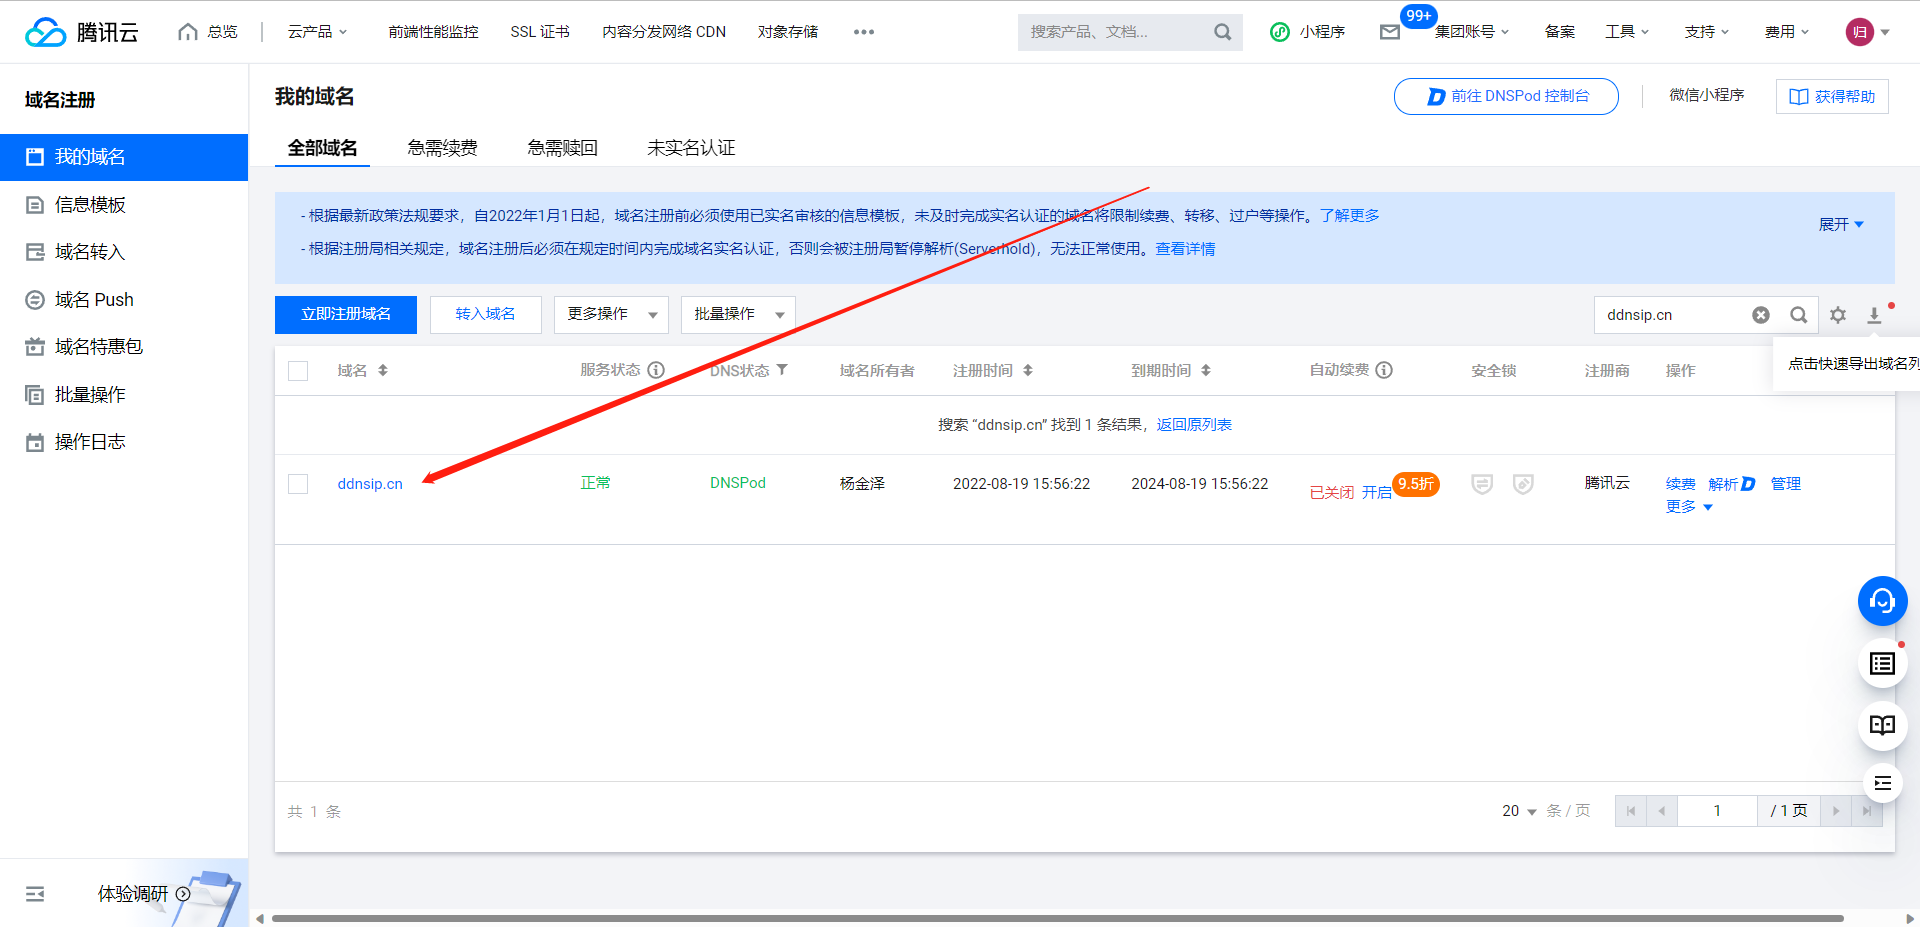 腾讯云
总览
云产品
前端性能监控
SSL 证书
内容分发网络 CDN
对象存储
搜索产品、文档...
小程序
99+
集团账号
备案
工具
支持
费用
归
域名注册
我的域名
信息模板
域名转入
域名 Push
域名特惠包
批量操作
操作日志
体验调研
我的域名
前往 DNSPod 控制台
微信小程序
获得帮助
全部域名
急需续费
急需赎回
未实名认证
- 根据最新政策法规要求，自2022年1月1日起，域名注册前必须使用已实名审核的信息模板，未及时完成实名认证的域名将限制续费、转移、过户等操作。了解更多
- 根据注册局相关规定，域名注册后必须在规定时间内完成域名实名认证，否则会被注册局暂停解析(Serverhold)，无法正常使用。查看详情
展开
立即注册域名
转入域名
更多操作
批量操作
ddnsip.cn
点击快速导出域名列
域名
服务状态
DNS状态
域名所有者
注册时间
到期时间
自动续费
安全锁
注册商
操作
搜索 “ddnsip.cn” 找到 1 条结果，返回原列表
ddnsip.cn
正常
DNSPod
杨金泽
2022-08-19 15:56:22
2024-08-19 15:56:22
已关闭 开启
9.5折
腾讯云
续费 解析 管理
更多
共 1 条
20 条 / 页
1
/ 1 页